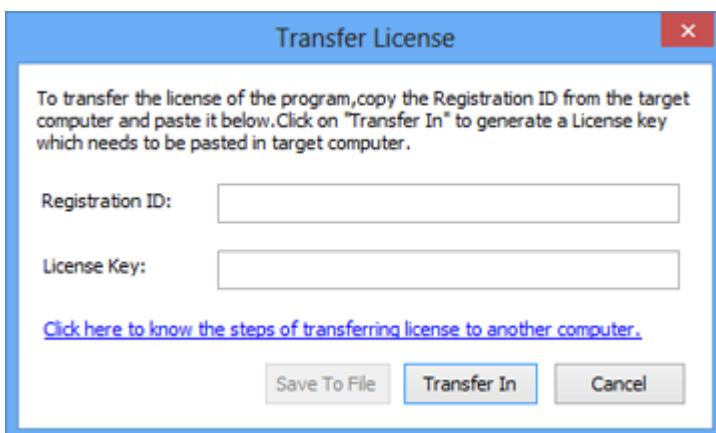 Transfer License
To transfer the license of the program,copy the Registration ID from the target
computer and paste it below.Click on "Transfer In" to generate a License key
which needs to be pasted in target computer.
Registration ID:
License Key:
Click here to know the steps of transferring license to another computer.
Save To File Transfer In Cancel